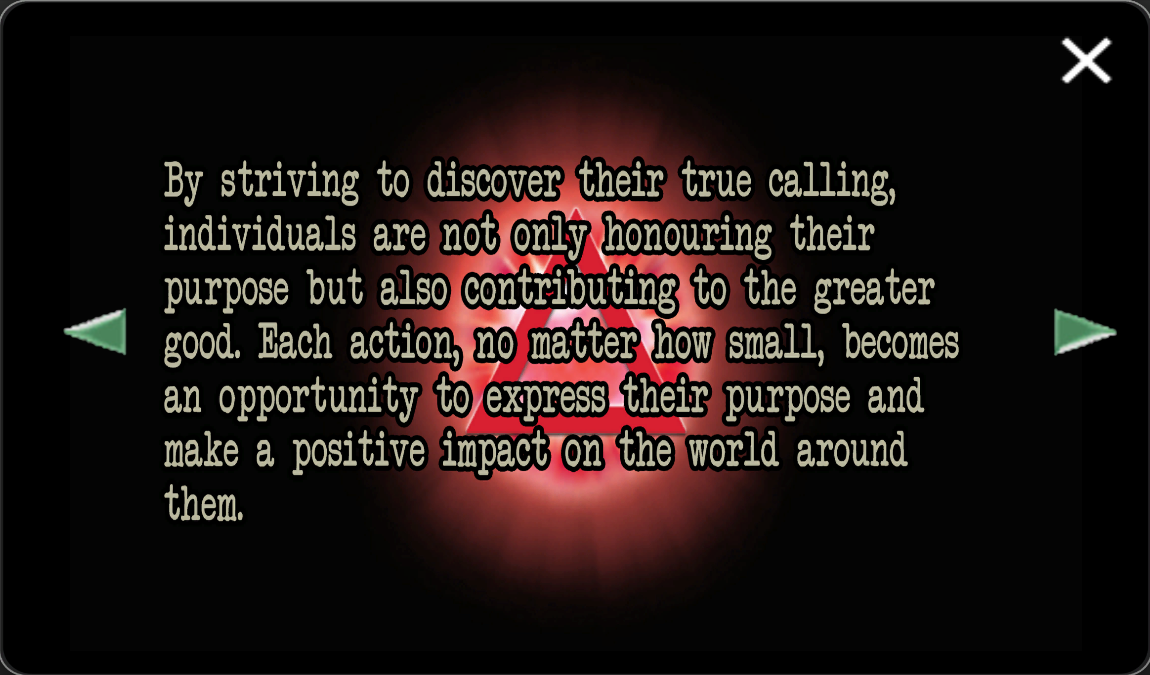 By striving to discover their true calling,
individuals are not only honouring their
purpose but also contributing to the greater
good. Each action, no matter how small, becomes
an opportunity to express their purpose and
make a positive impact on the world around
them.